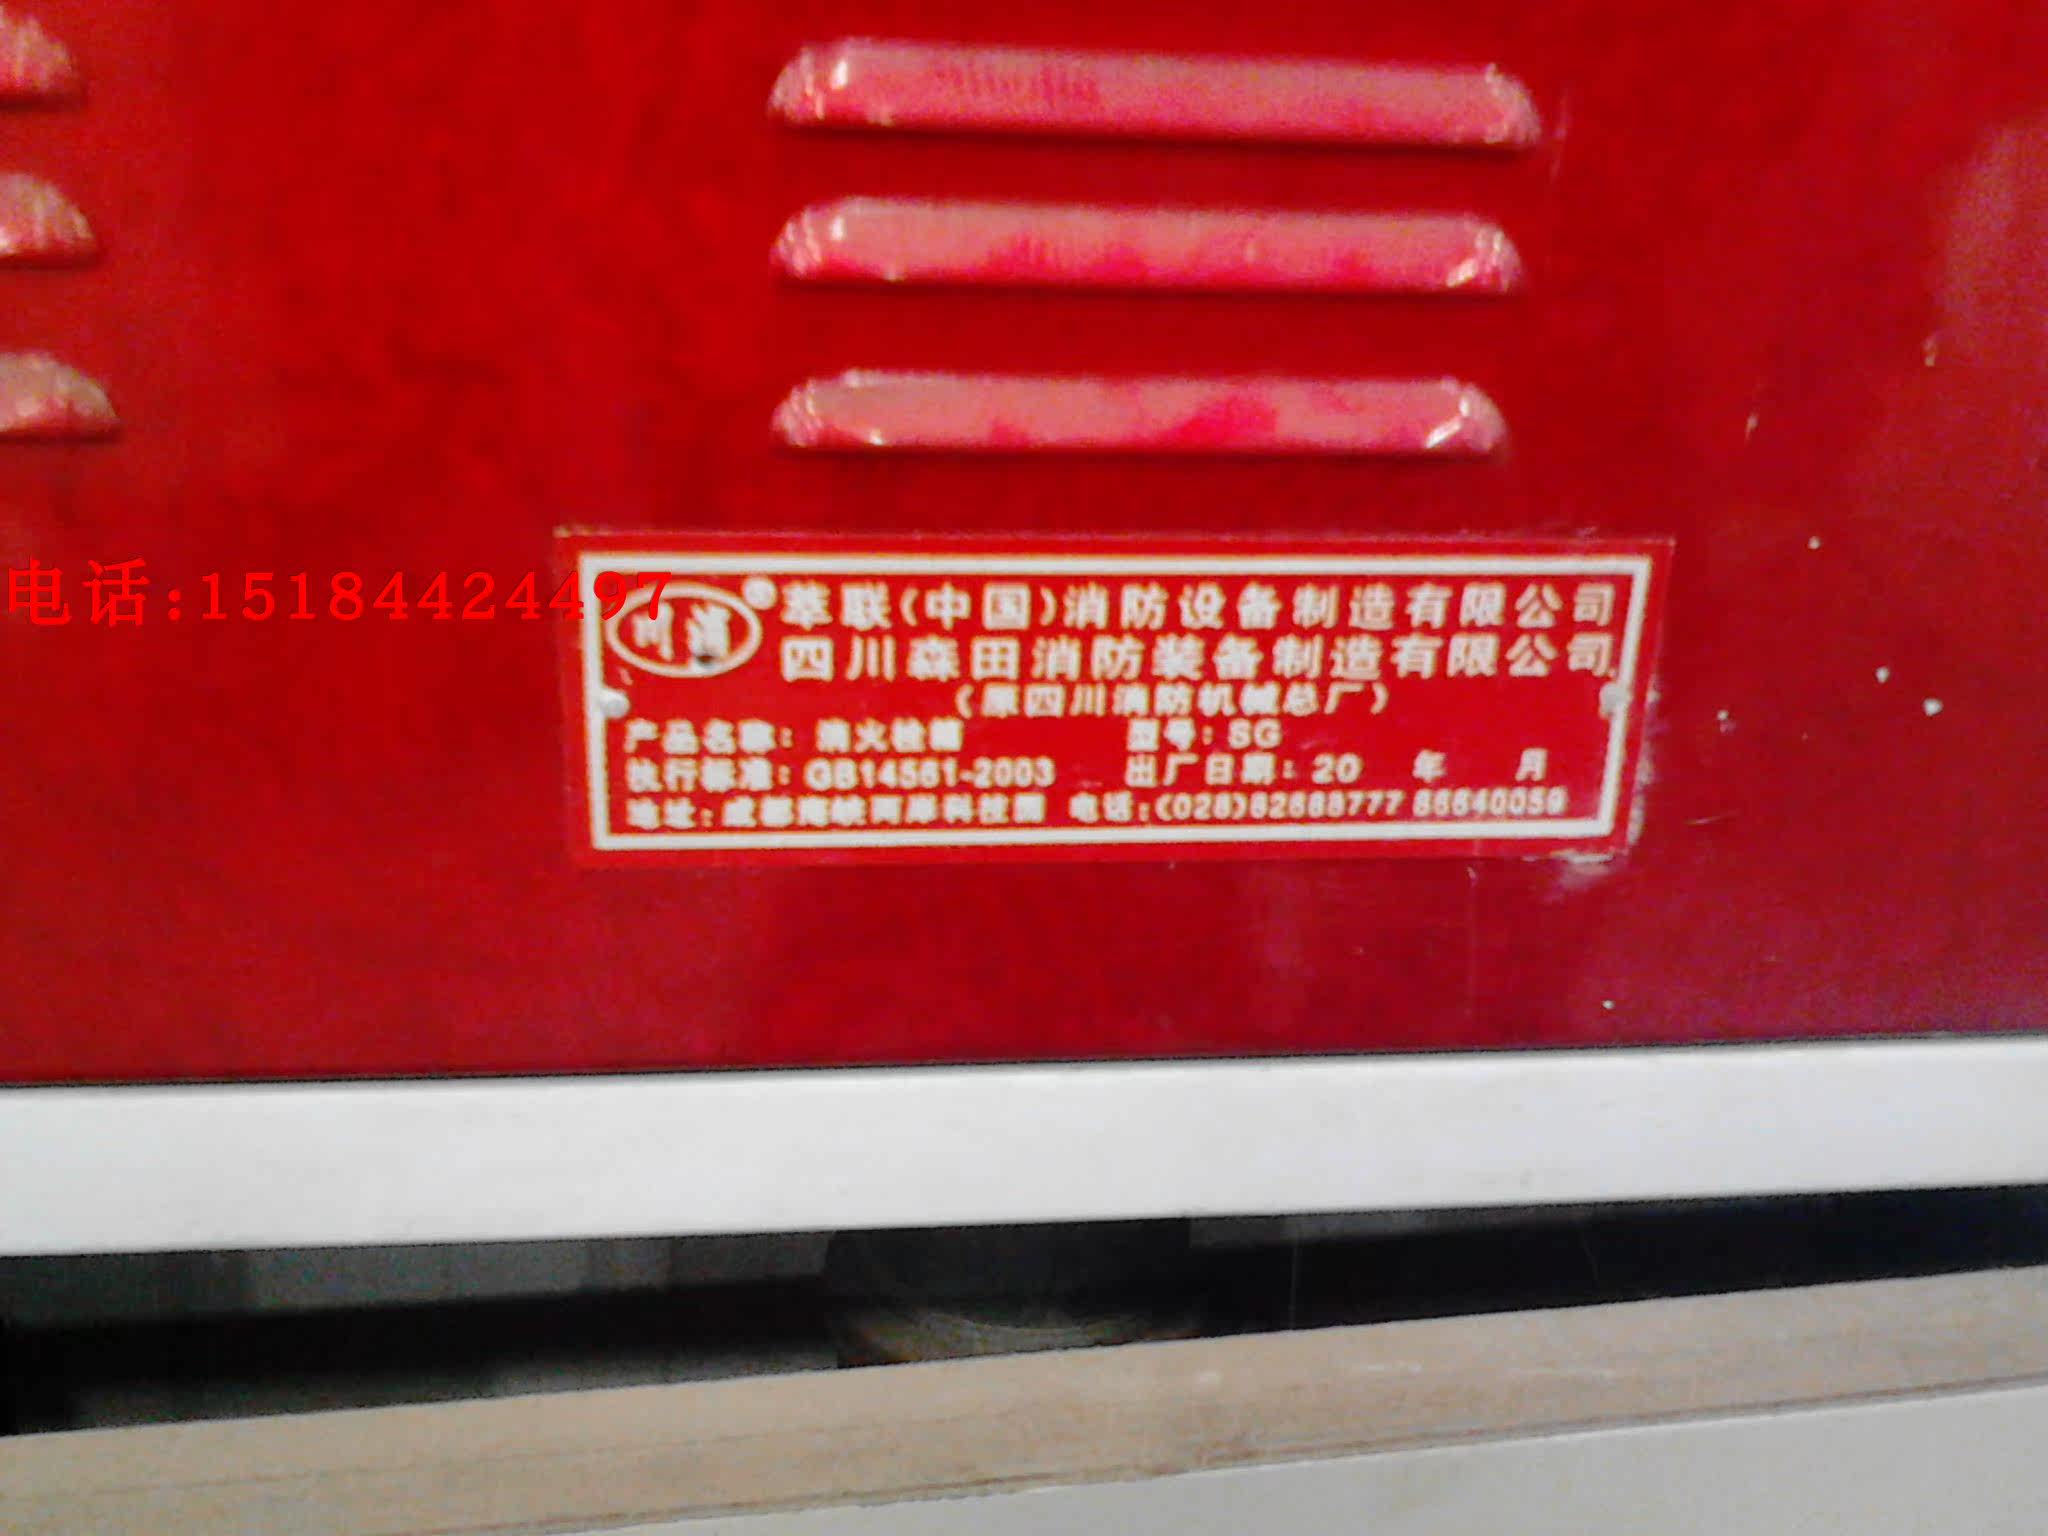 电话:15184424497
川消® 萃联(中国)消防设备制造有限公司
四川森田消防装备制造有限公司
(原四川消防机械总厂)
产品名称: 消火栓箱 型号: SG
执行标准: GB14561-2003 出厂日期: 20 年 月
地址: 成都海峡两岸科技园 电话:(028)82688777 86640059